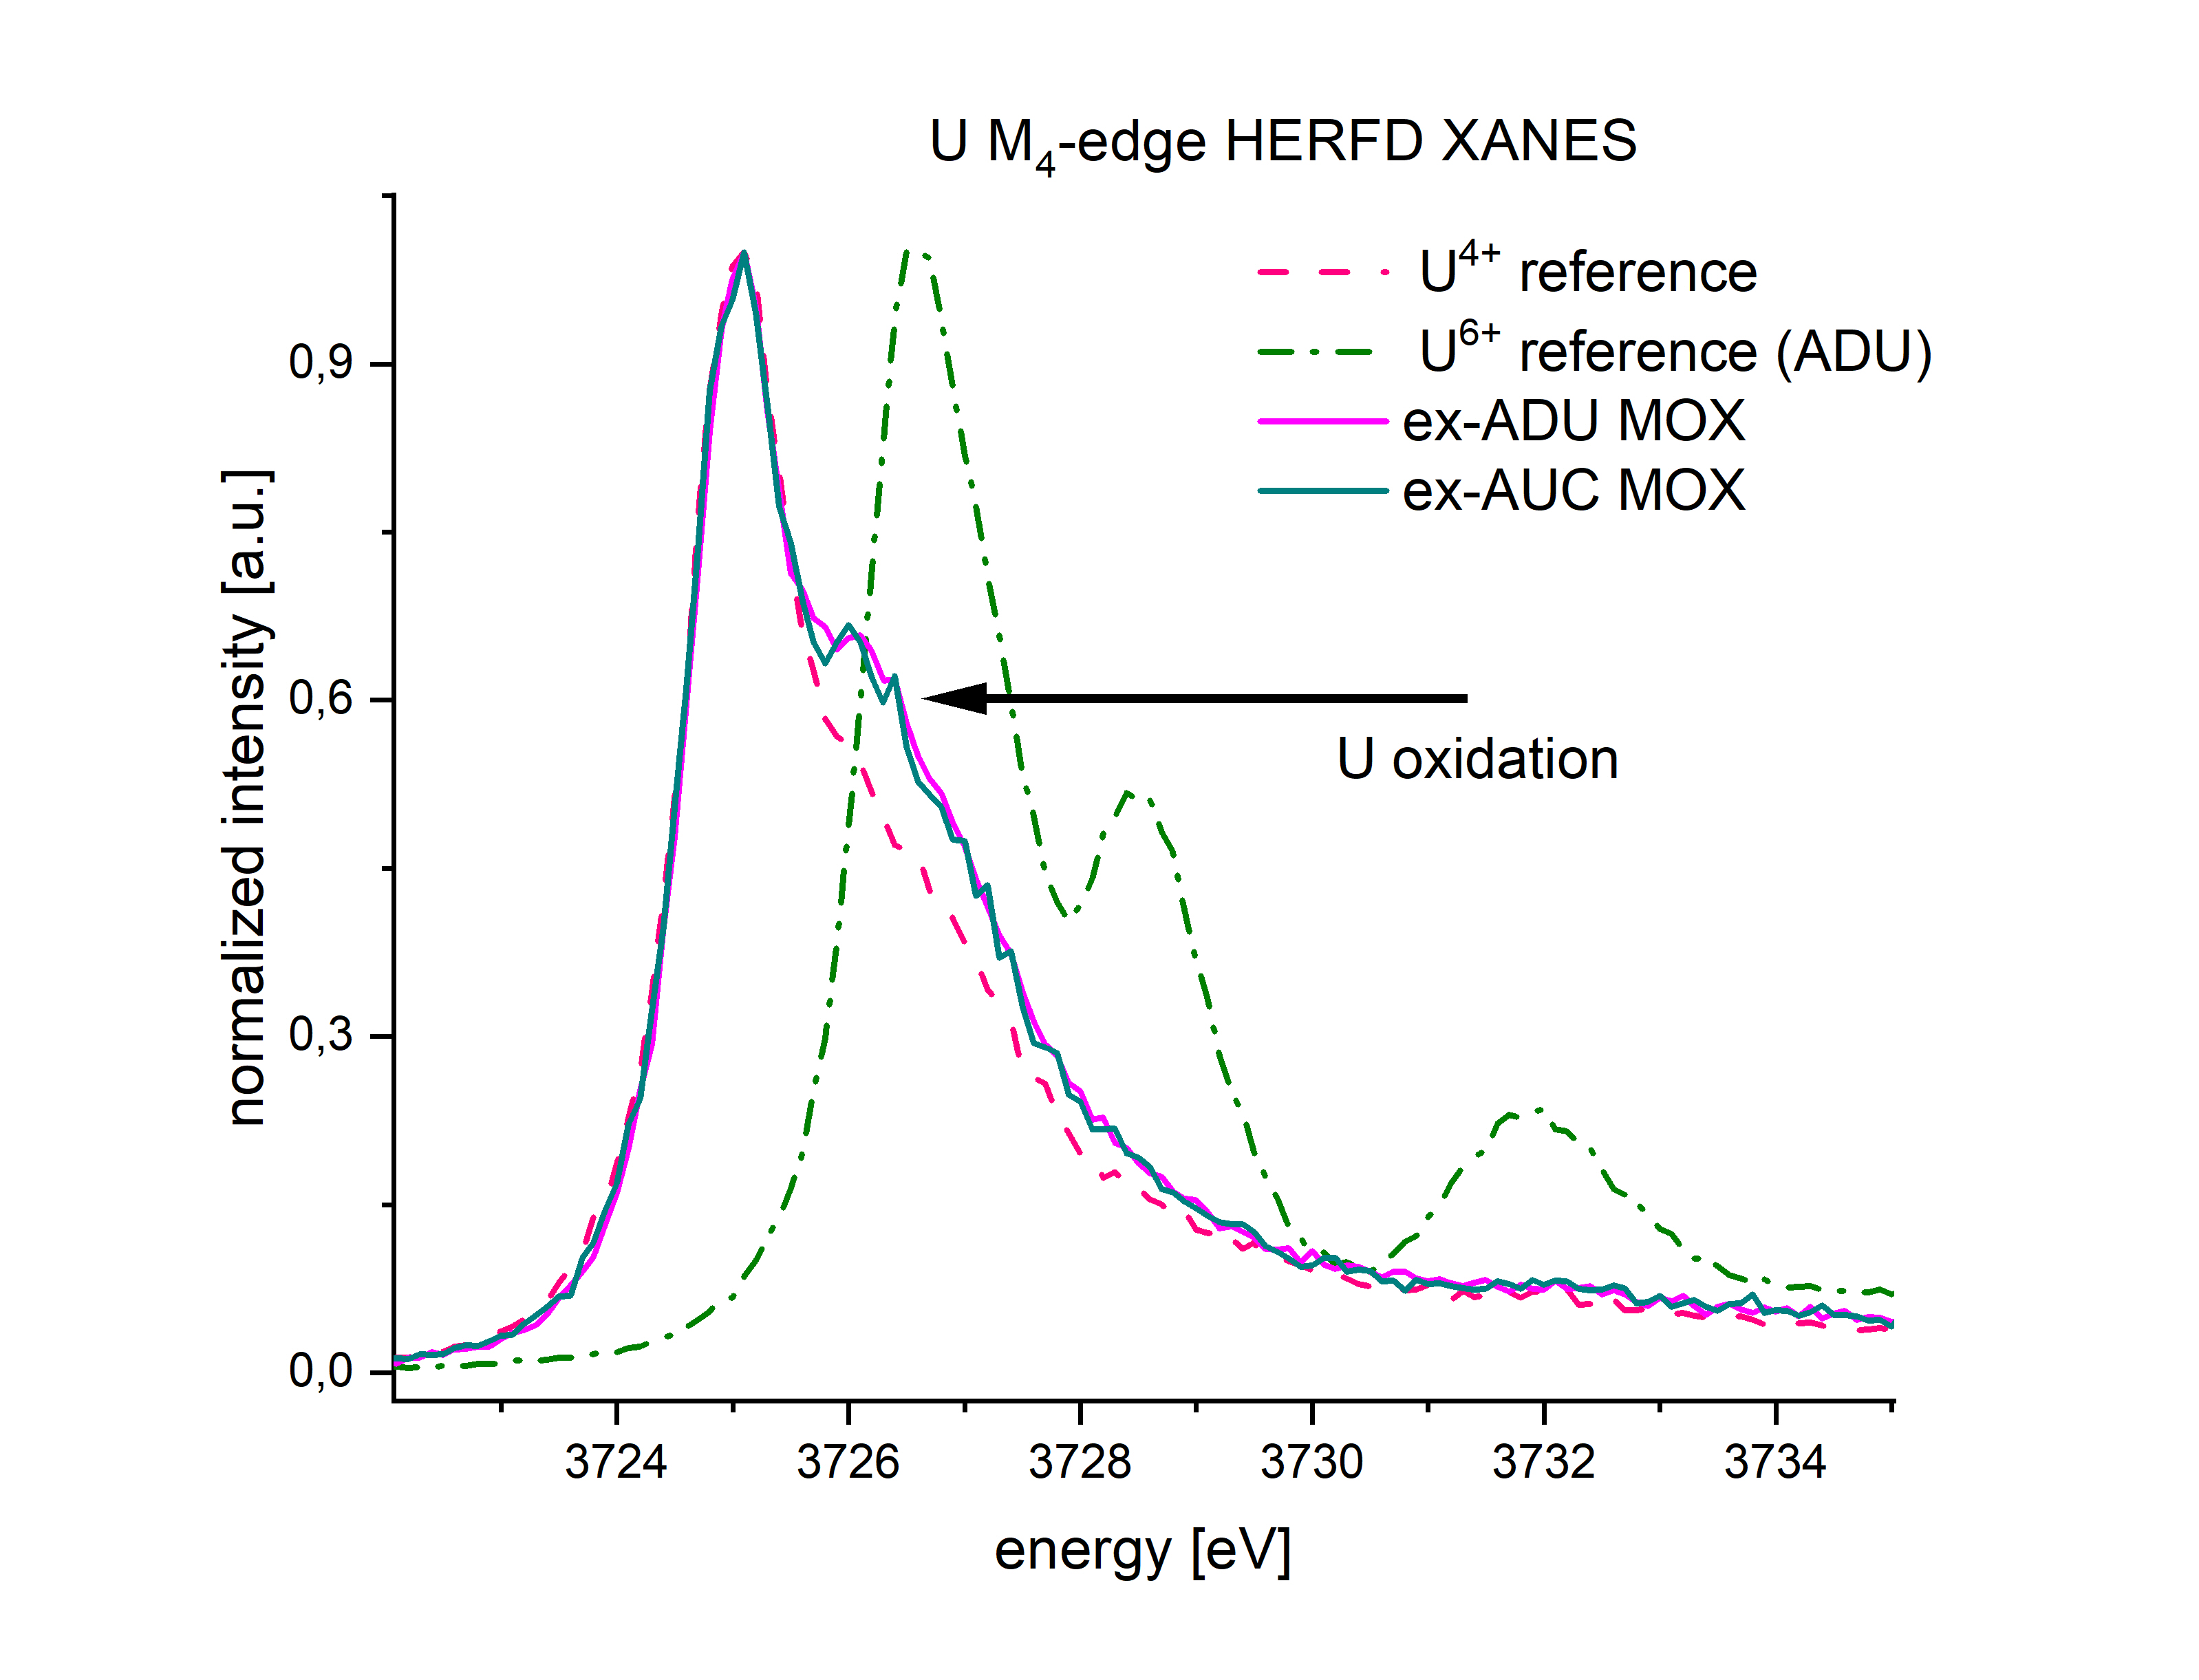 U M₄-edge HERFD XANES
U⁴⁺ reference
U⁶⁺ reference (ADU)
ex-ADU MOX
ex-AUC MOX
U oxidation
normalized intensity [a.u.]
0,9
0,6
0,3
0,0
3724 3726 3728 3730 3732 3734
energy [eV]